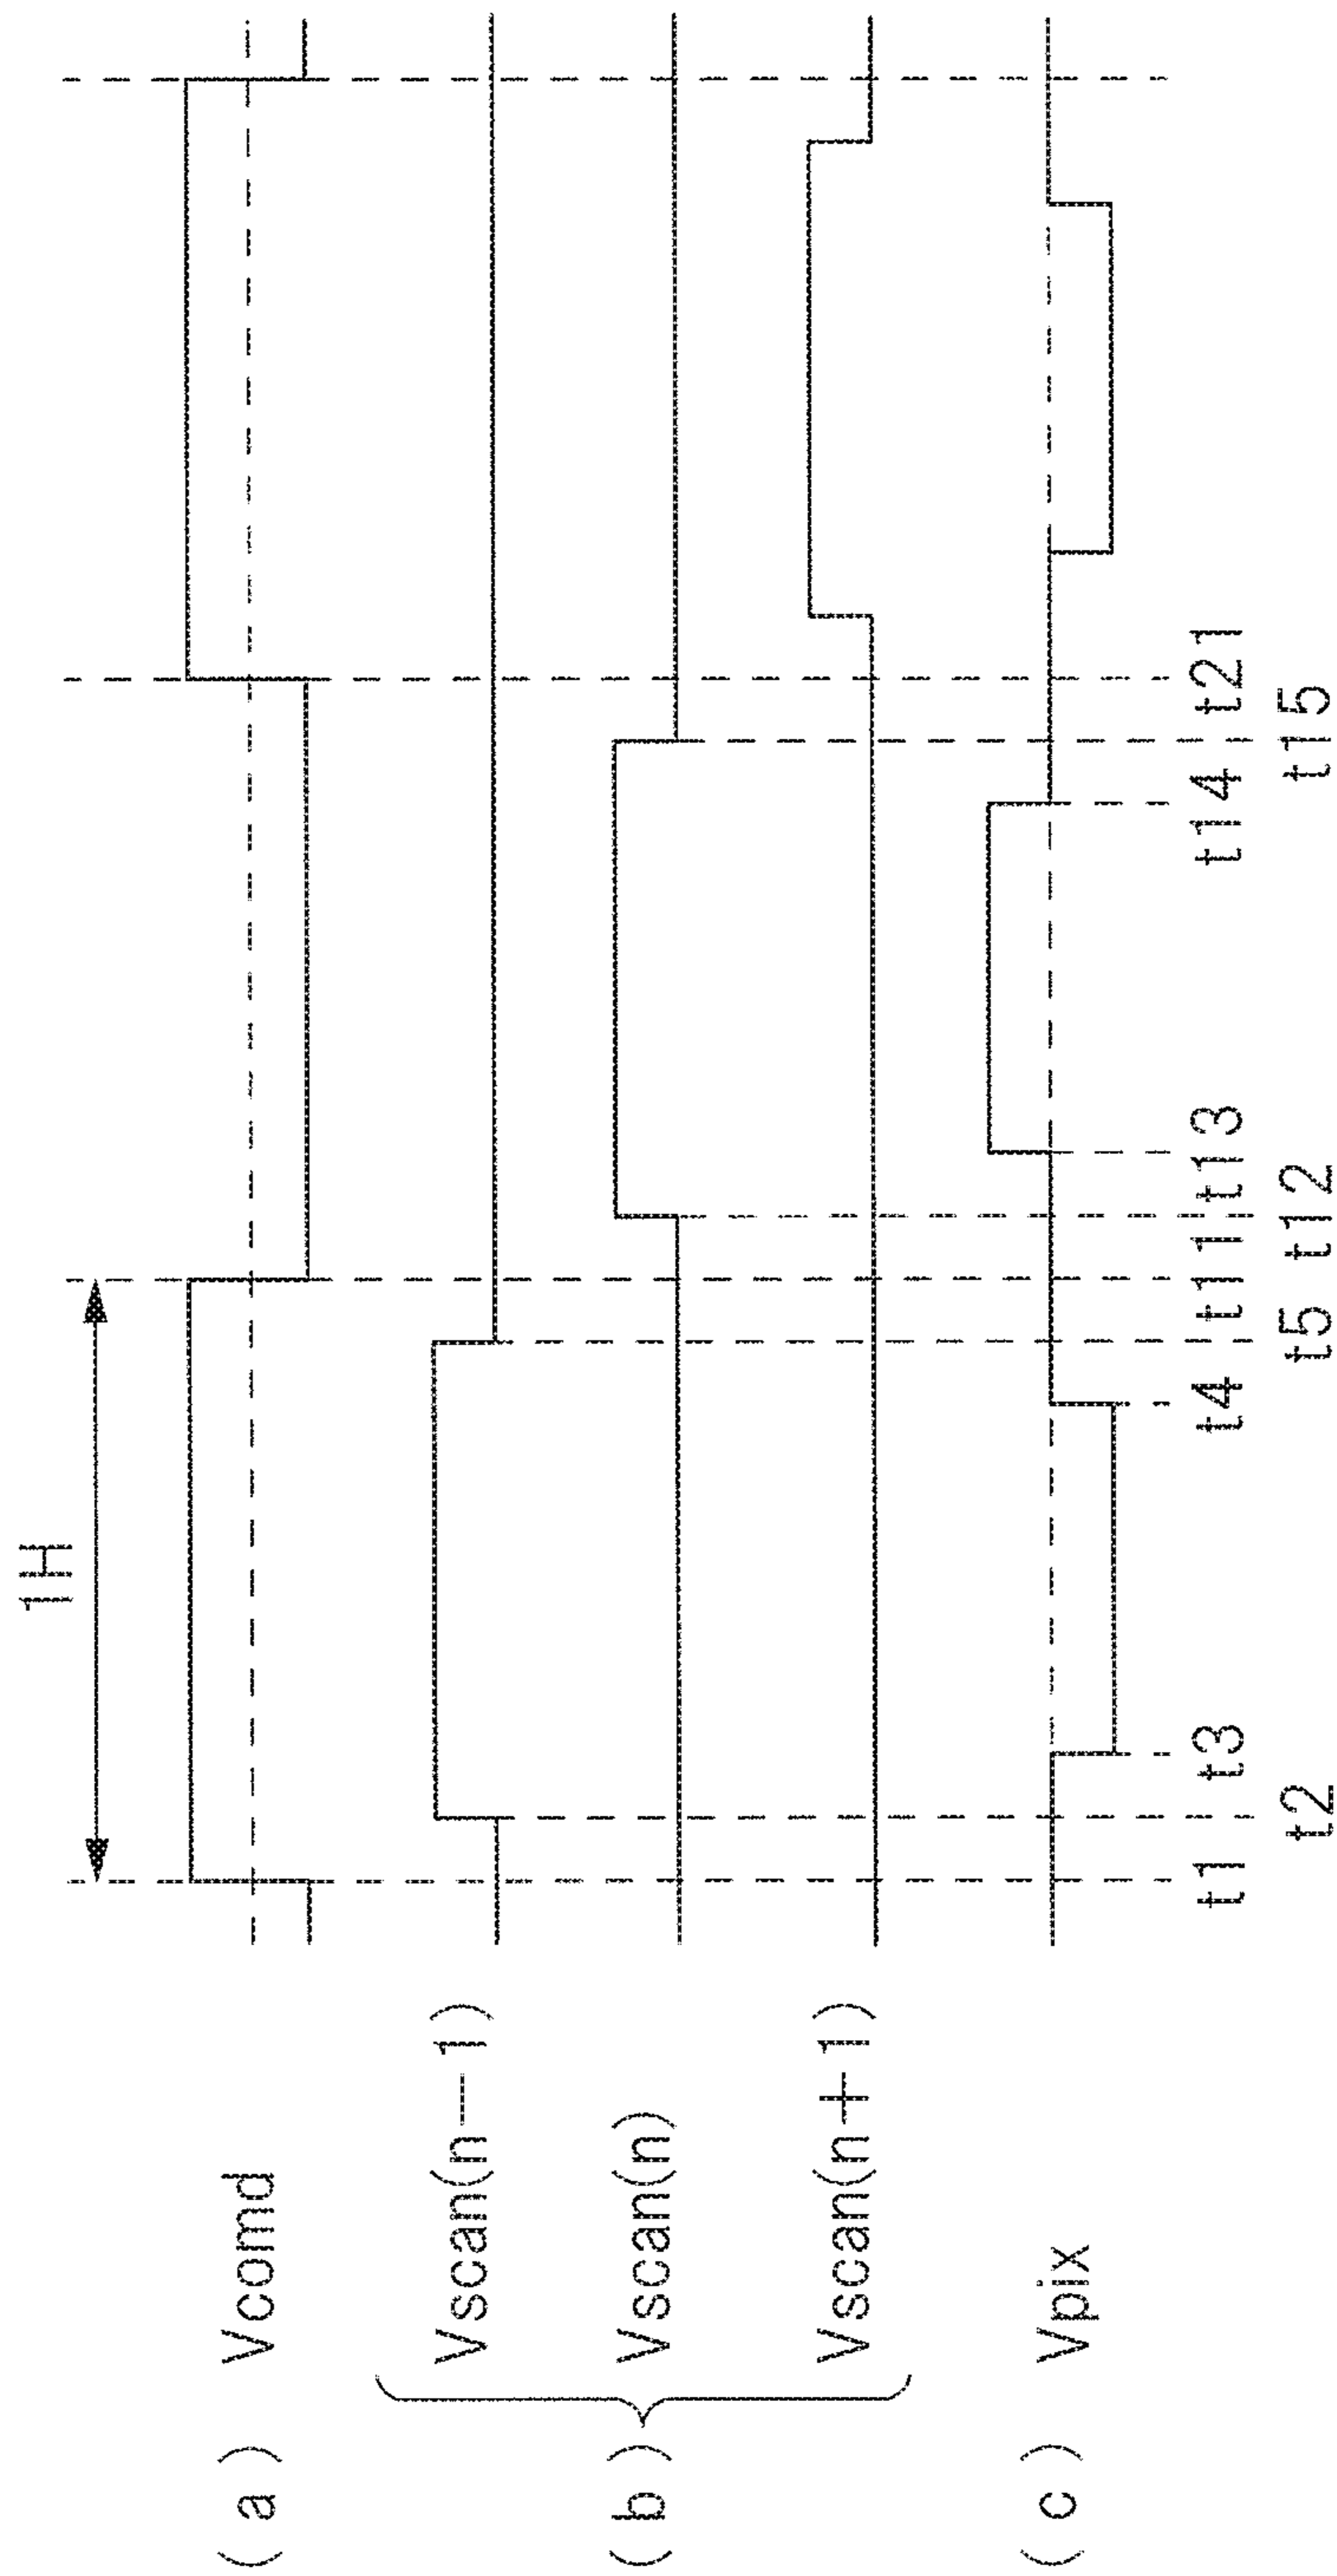 1H
(a) Vcomd
Vscan(n−1)
(b) Vscan(n)
Vscan(n+1)
(c) Vpix
t1 t3 t4 t11 t13 t14 t21
t2 t5 t12 t15